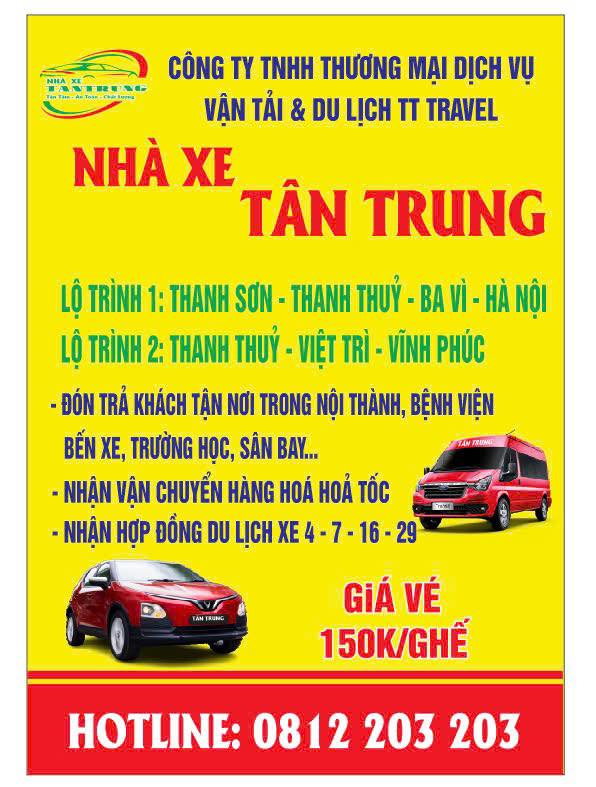 NHÀ XE
TANTRUNG
Tân Tâm - An Toàn - Chất Lượng
CÔNG TY TNHH THƯƠNG MẠI DỊCH VỤ
VẬN TẢI & DU LỊCH TT TRAVEL
NHÀ XE
TÂN TRUNG
LỘ TRÌNH 1: THANH SƠN - THANH THUỶ - BA VÌ - HÀ NỘI
LỘ TRÌNH 2: THANH THUỶ - VIỆT TRÌ - VĨNH PHÚC
- ĐÓN TRẢ KHÁCH TẬN NƠI TRONG NỘI THÀNH, BỆNH VIỆN
BẾN XE, TRƯỜNG HỌC, SÂN BAY...
- NHẬN VẬN CHUYỂN HÀNG HOÁ HOẢ TỐC
- NHẬN HỢP ĐỒNG DU LỊCH XE 4 - 7 - 16 - 29
TÂN TRUNG
TÂN TRUNG
GiÁ VÉ
150K/GHẾ
HOTLINE: 0812 203 203